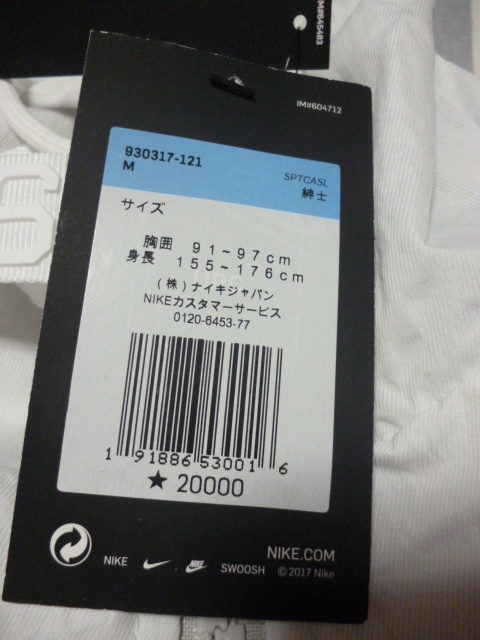 IM#645483
IM#604712
930317-121
M
SPTCASL
紳士
サイズ
胸囲 91~97cm
身長 155~176cm
(株)ナイキジャパン
NIKEカスタマーサービス
0120-6453-77
1 91886 53001 6
★ 20000
NIKE.COM
NIKE SWOOSH © 2017 Nike